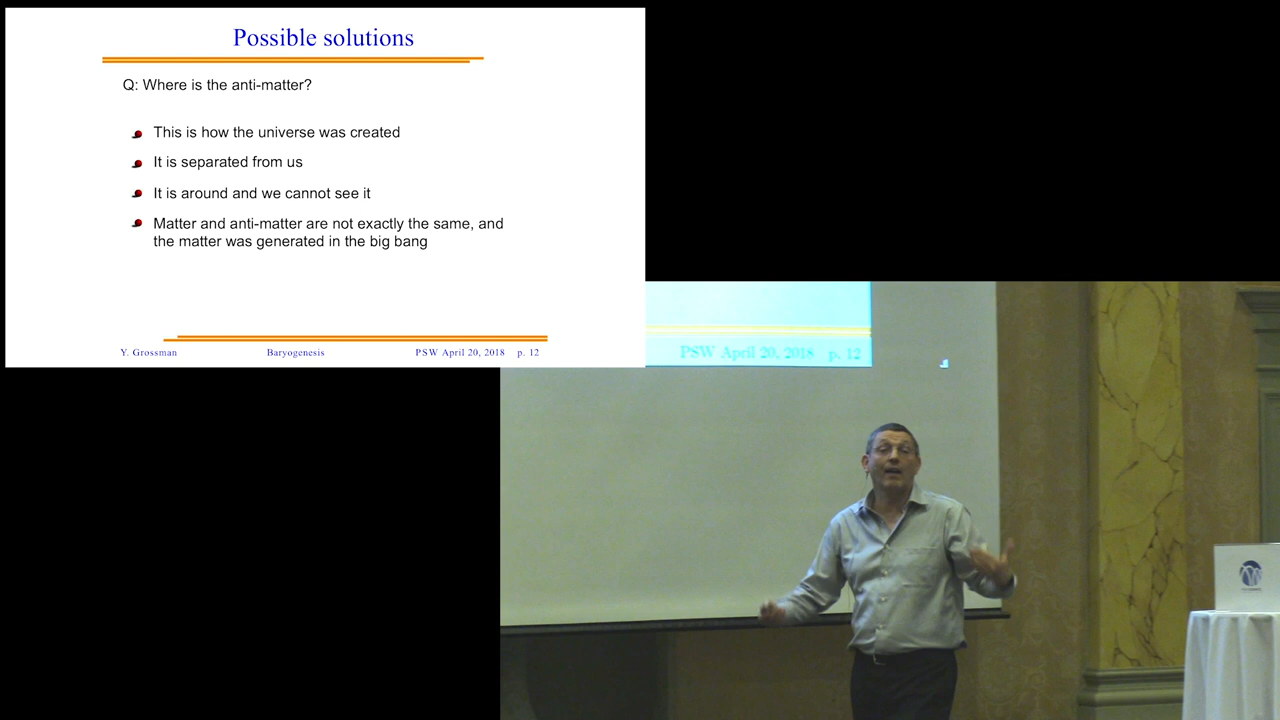 Possible solutions
Q: Where is the anti-matter?
This is how the universe was created
It is separated from us
It is around and we cannot see it
Matter and anti-matter are not exactly the same, and
the matter was generated in the big bang
Y. Grossman Baryogenesis PSW April 20, 2018 p. 12
PSW April 20, 2018 p. 12